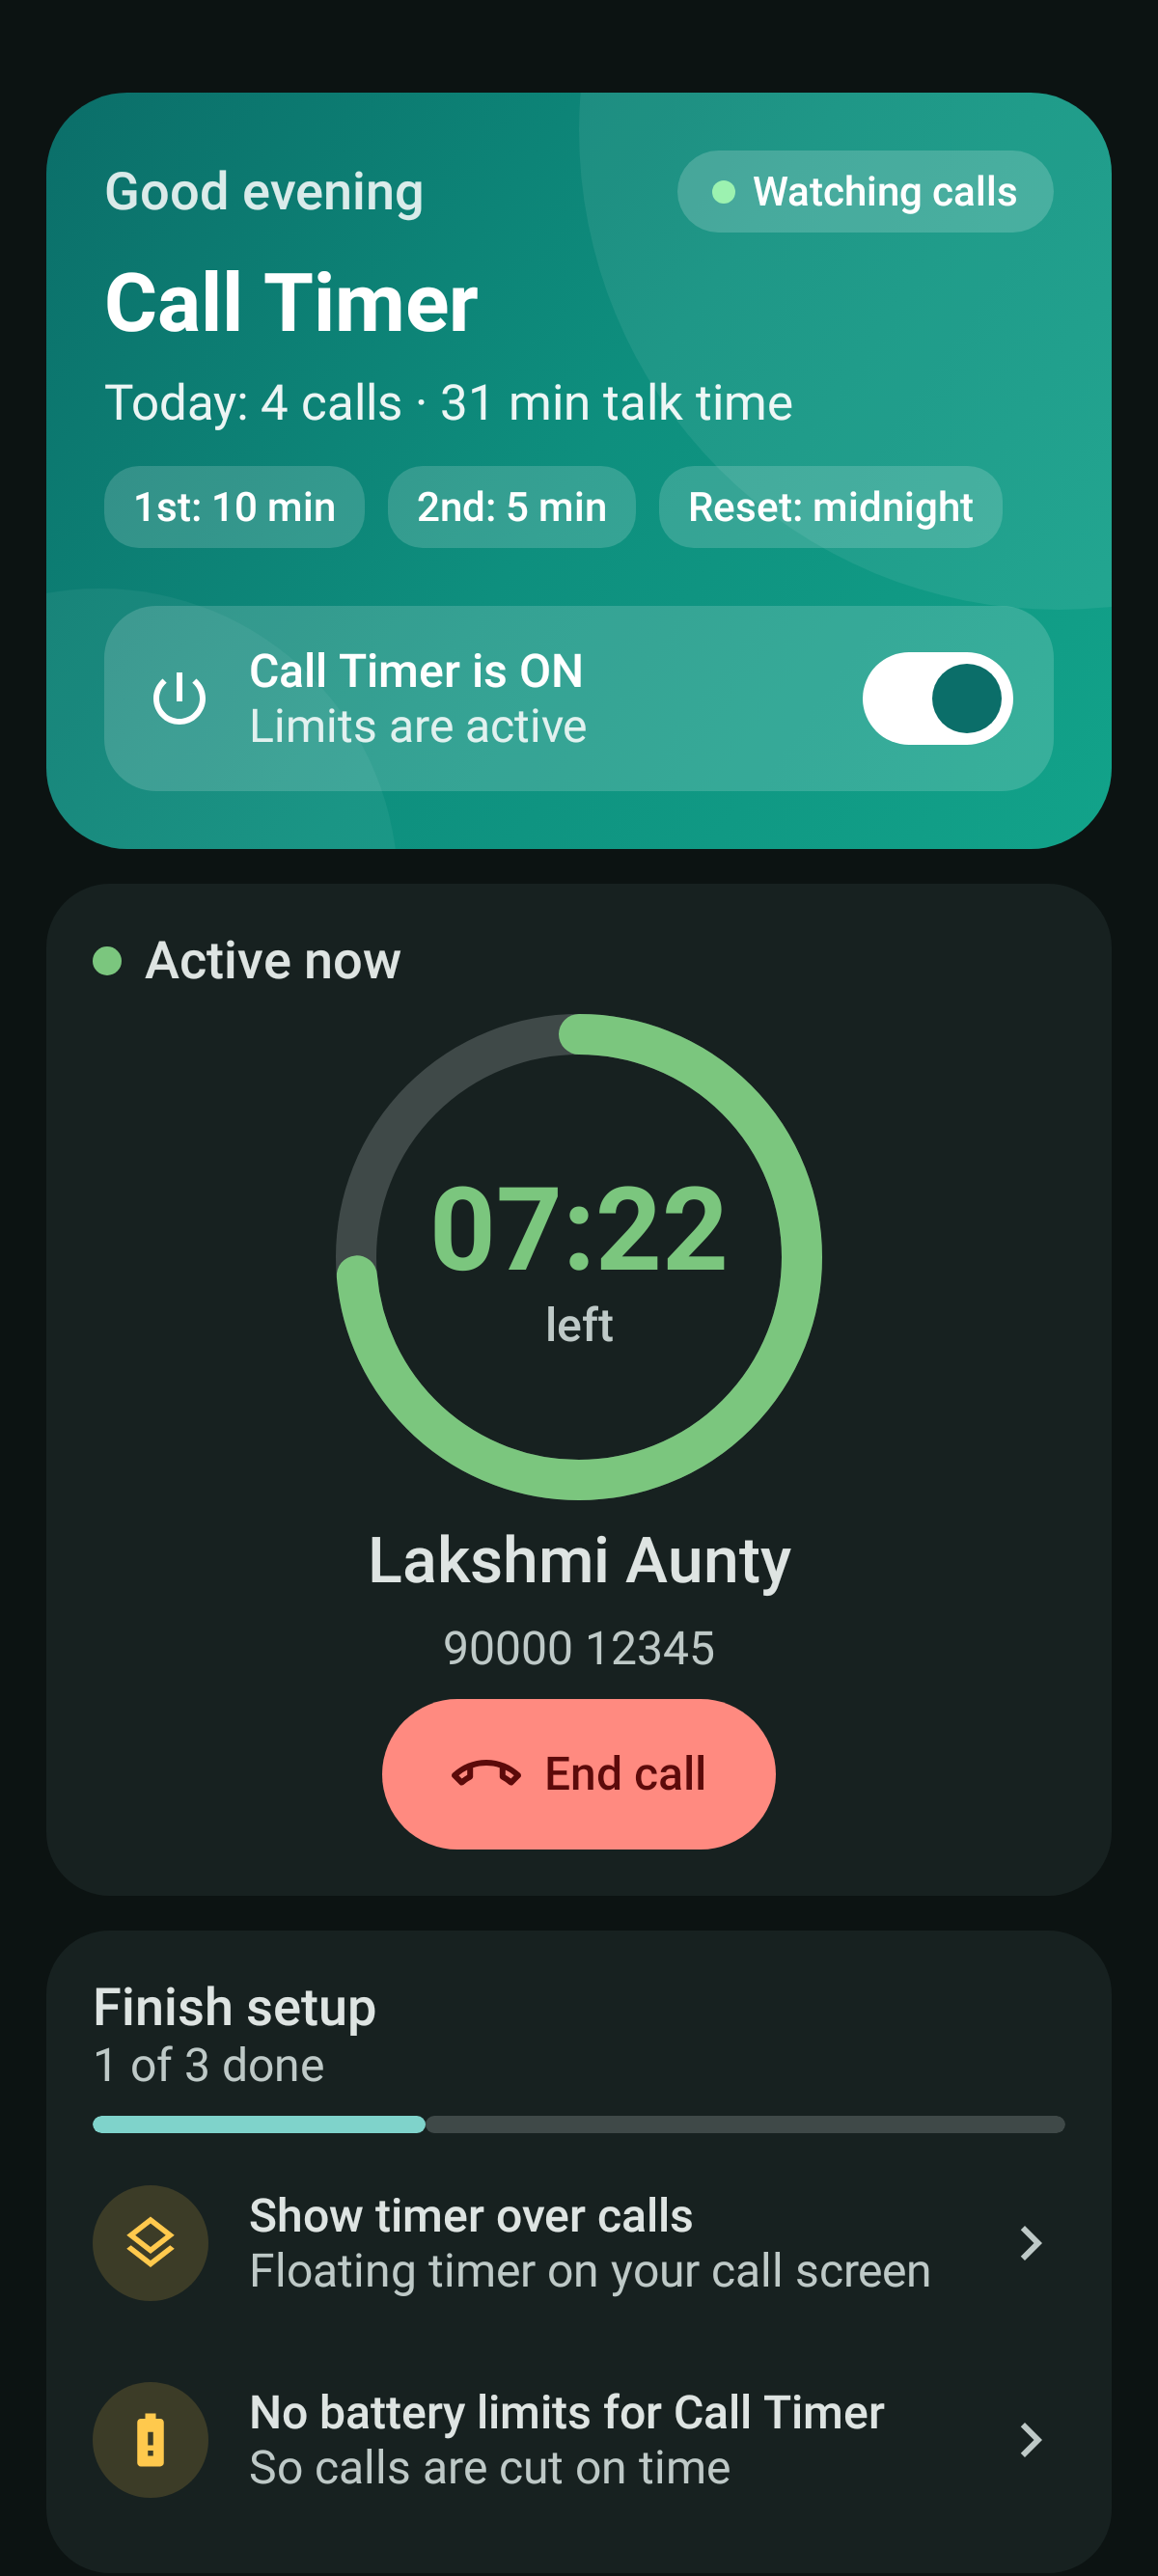 Good evening
Watching calls
Call Timer
Today: 4 calls · 31 min talk time
1st: 10 min
2nd: 5 min
Reset: midnight
Call Timer is ON
Limits are active
Active now
07:22
left
Lakshmi Aunty
90000 12345
End call
Finish setup
1 of 3 done
Show timer over calls
Floating timer on your call screen
No battery limits for Call Timer
So calls are cut on time